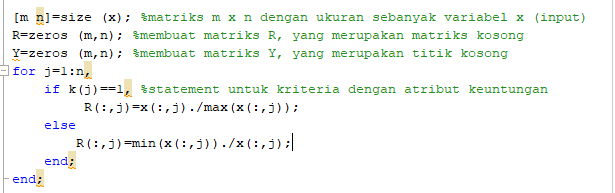 [m n]=size (x); %matriks m x n dengan ukuran sebanyak variabel x (input)
R=zeros (m,n); %membuat matriks R, yang merupakan matriks kosong
Y=zeros (m,n); %membuat matriks Y, yang merupakan titik kosong
for j=1:n,
    if k(j)==1, %statement untuk kriteria dengan atribut keuntungan
        R(:,j)=x(:,j)./max(x(:,j));
    else
        R(:,j)=min(x(:,j))./x(:,j);
    end;
end;